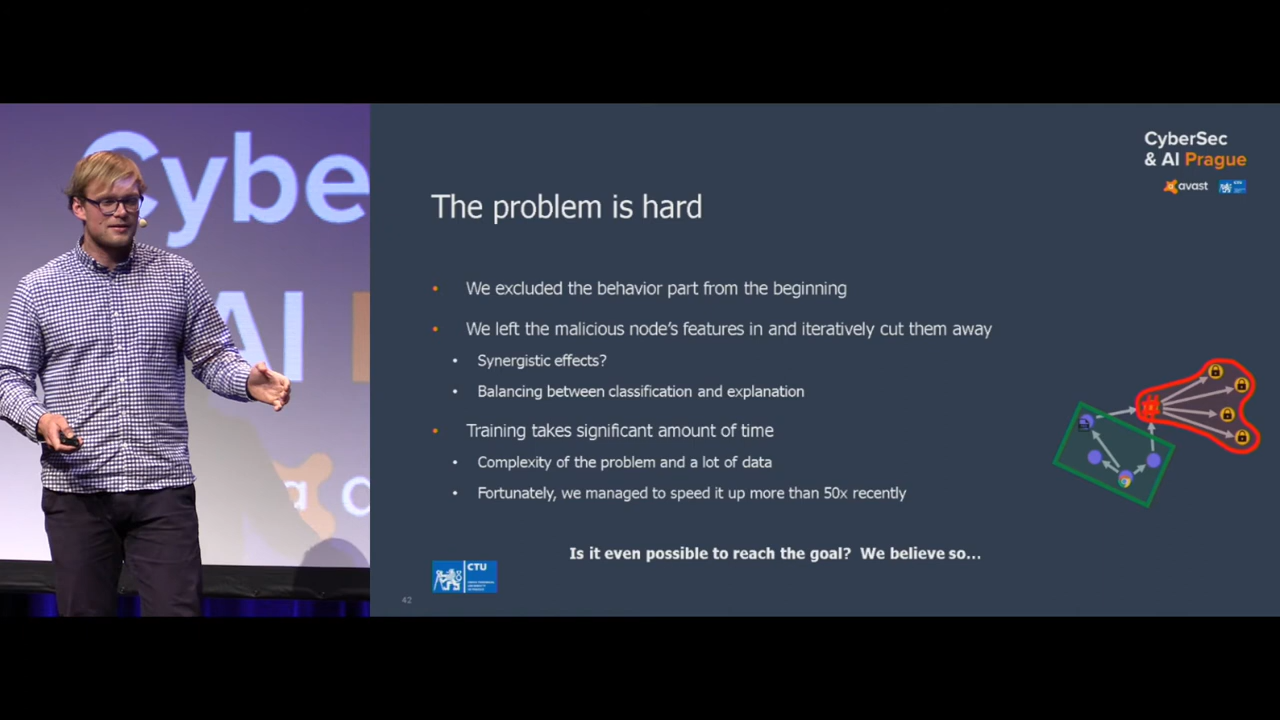 Cybe
AI
CyberSec
& AI Prague
avast
CTU
The problem is hard
• We excluded the behavior part from the beginning
• We left the malicious node's features in and iteratively cut them away
• Synergistic effects?
• Balancing between classification and explanation
• Training takes significant amount of time
• Complexity of the problem and a lot of data
• Fortunately, we managed to speed it up more than 50x recently
Is it even possible to reach the goal? We believe so...
CTU
42